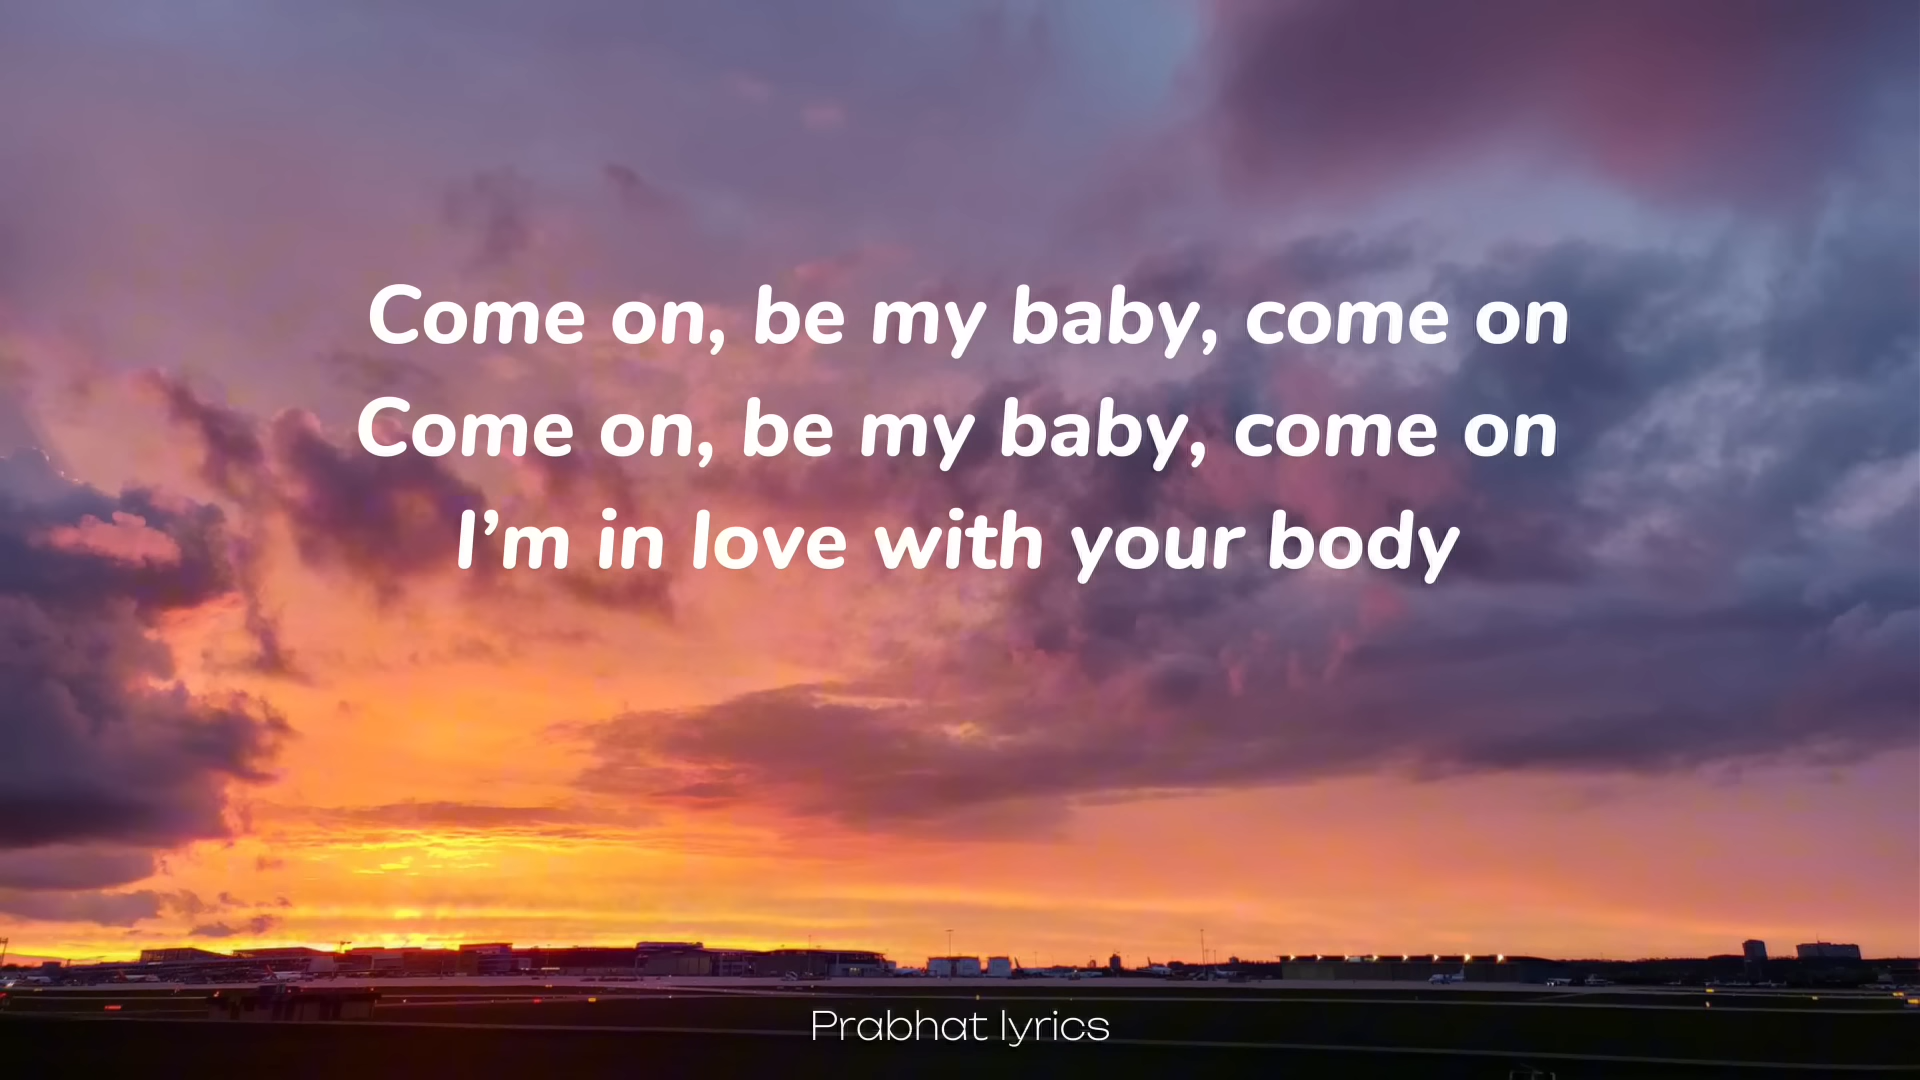 Come on, be my baby, come on
Come on, be my baby, come on
I’m in love with your body
Prabhat lyrics